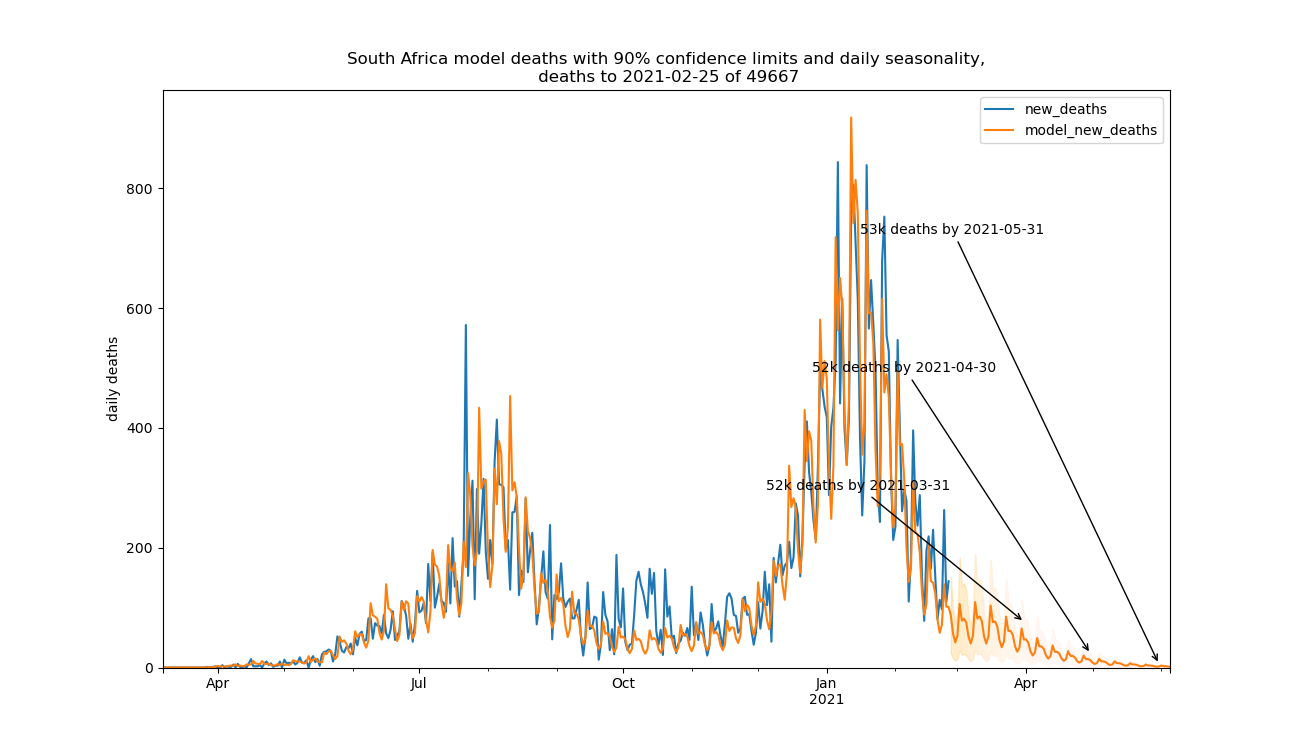 South Africa model deaths with 90% confidence limits and daily seasonality,
deaths to 2021-02-25 of 49667
new_deaths
model_new_deaths
800
53k deaths by 2021-05-31
600
daily deaths
52k deaths by 2021-04-30
400
52k deaths by 2021-03-31
200
0
Apr
Jul
Oct
Jan
2021
Apr